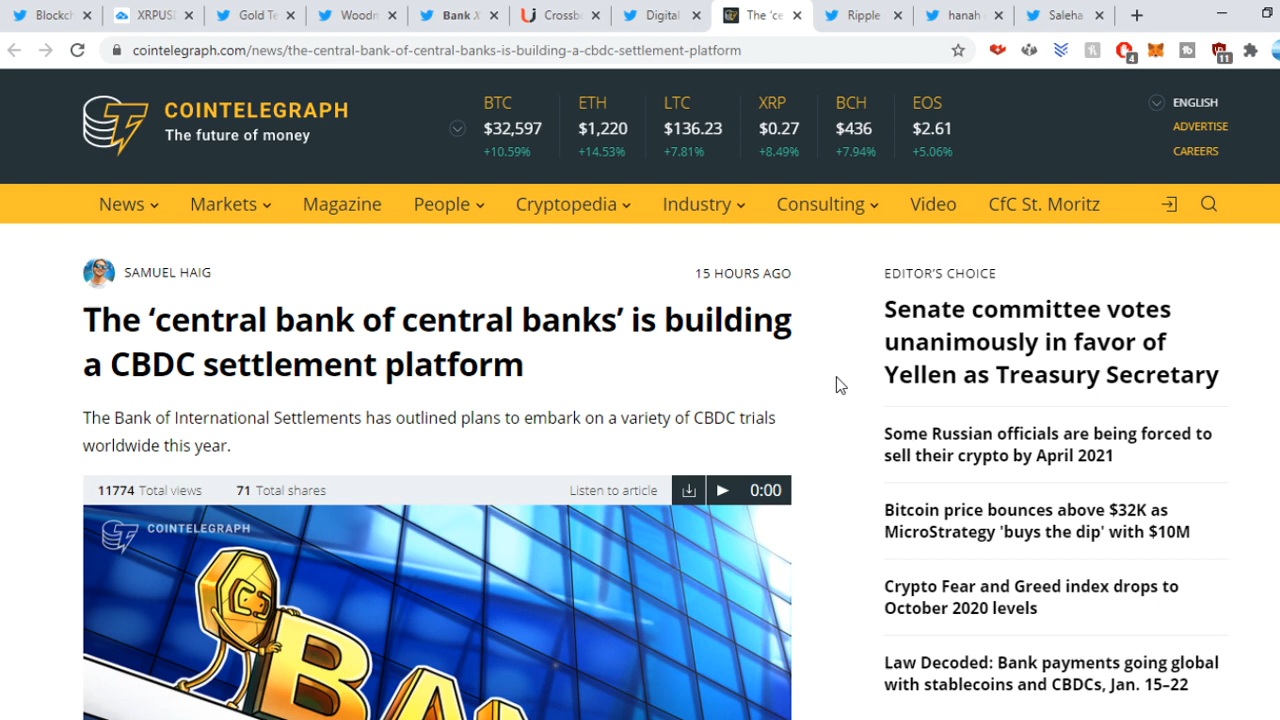 Blockch
XRPUSI
Gold Te
Woodm
Bank X
Crossbo
Digital
The 'ce
Ripple
hanah
Saleha
cointelegraph.com/news/the-central-bank-of-central-banks-is-building-a-cbdc-settlement-platform
4
11
COINTELEGRAPH
The future of money
BTC ETH LTC XRP BCH EOS
$32,597 $1,220 $136.23 $0.27 $436 $2.61
+10.59% +14.53% +7.81% +8.49% +7.94% +5.06%
ENGLISH
ADVERTISE
CAREERS
News Markets Magazine People Cryptopedia Industry Consulting Video CfC St. Moritz
SAMUEL HAIG
15 HOURS AGO
The ‘central bank of central banks’ is building
a CBDC settlement platform
The Bank of International Settlements has outlined plans to embark on a variety of CBDC trials
worldwide this year.
11774 Total views 71 Total shares Listen to article 0:00
COINTELEGRAPH
BA
EDITOR’S CHOICE
Senate committee votes
unanimously in favor of
Yellen as Treasury Secretary
Some Russian officials are being forced to
sell their crypto by April 2021
Bitcoin price bounces above $32K as
MicroStrategy 'buys the dip' with $10M
Crypto Fear and Greed index drops to
October 2020 levels
Law Decoded: Bank payments going global
with stablecoins and CBDCs, Jan. 15–22